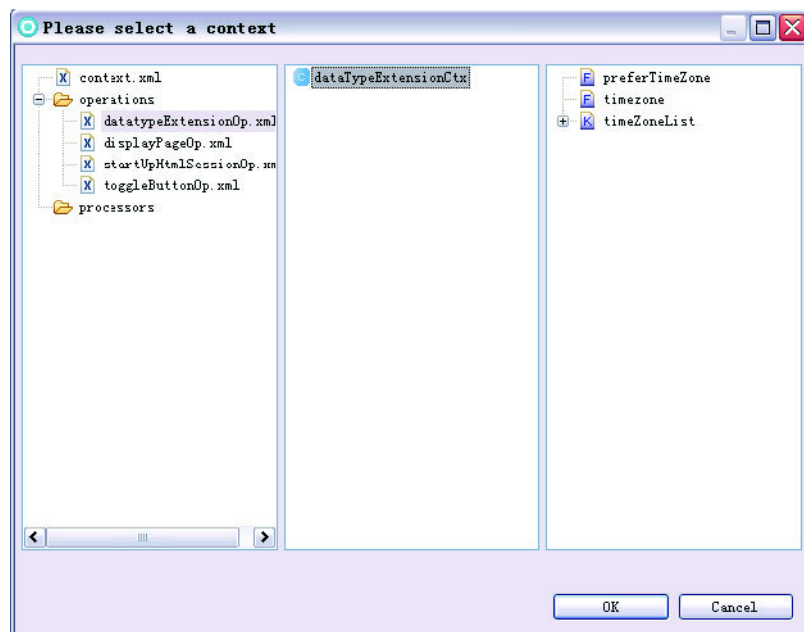 Please select a context
context.xml
operations
datatypeExtensionOp.xml
displayPageOp.xml
startUpHtmlSessionOp.xm
toggleButtonOp.xml
processors
dataTypeExtensionCtx
preferTimeZone
timezone
timeZoneList
OK
Cancel